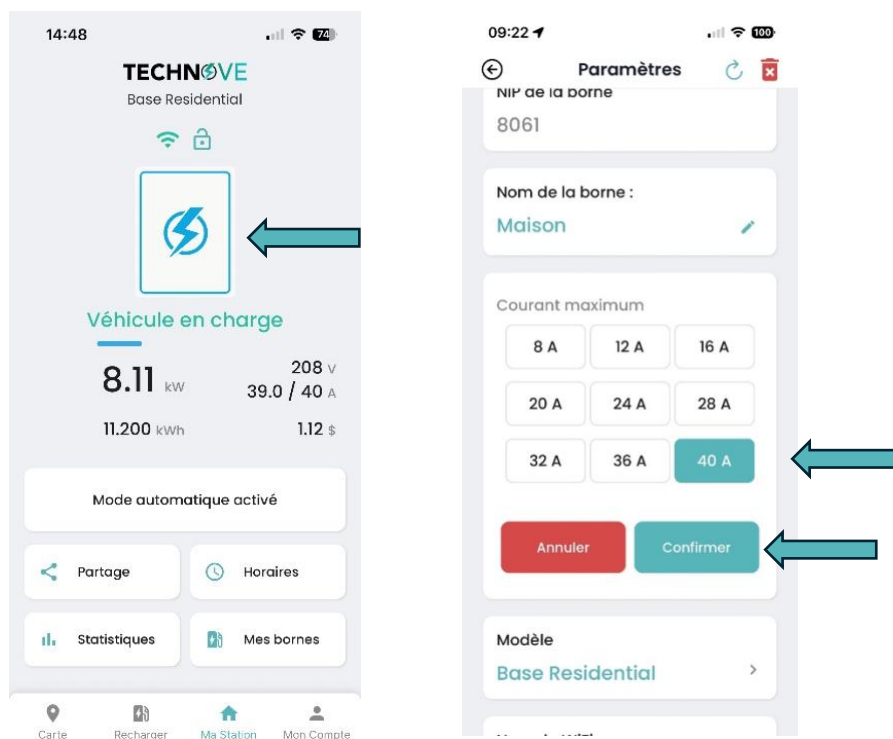 14:48
74
TECHNOVE
Base Residential
Véhicule en charge
8.11 kW
208 V
39.0 / 40 A
11.200 kWh
1.12 $
Mode automatique activé
Partage
Horaires
Statistiques
Mes bornes
Carte
Recharger
Ma Station
Mon Compte
09:22
100
Paramètres
NIP de la borne
8061
Nom de la borne :
Maison
Courant maximum
8 A
12 A
16 A
20 A
24 A
28 A
32 A
36 A
40 A
Annuler
Confirmer
Modèle
Base Residential